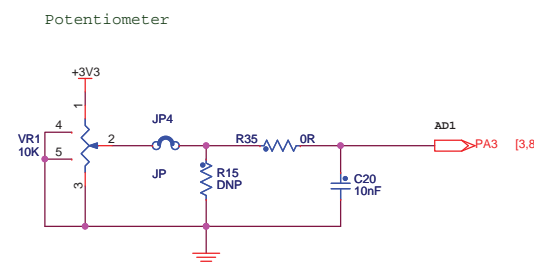 Potentiometer
+3V3
1
JP4
AD1
4
VR1
10K
5
2
R35
0R
PA3
[3,8
JP
R15
DNP
C20
10nF
3